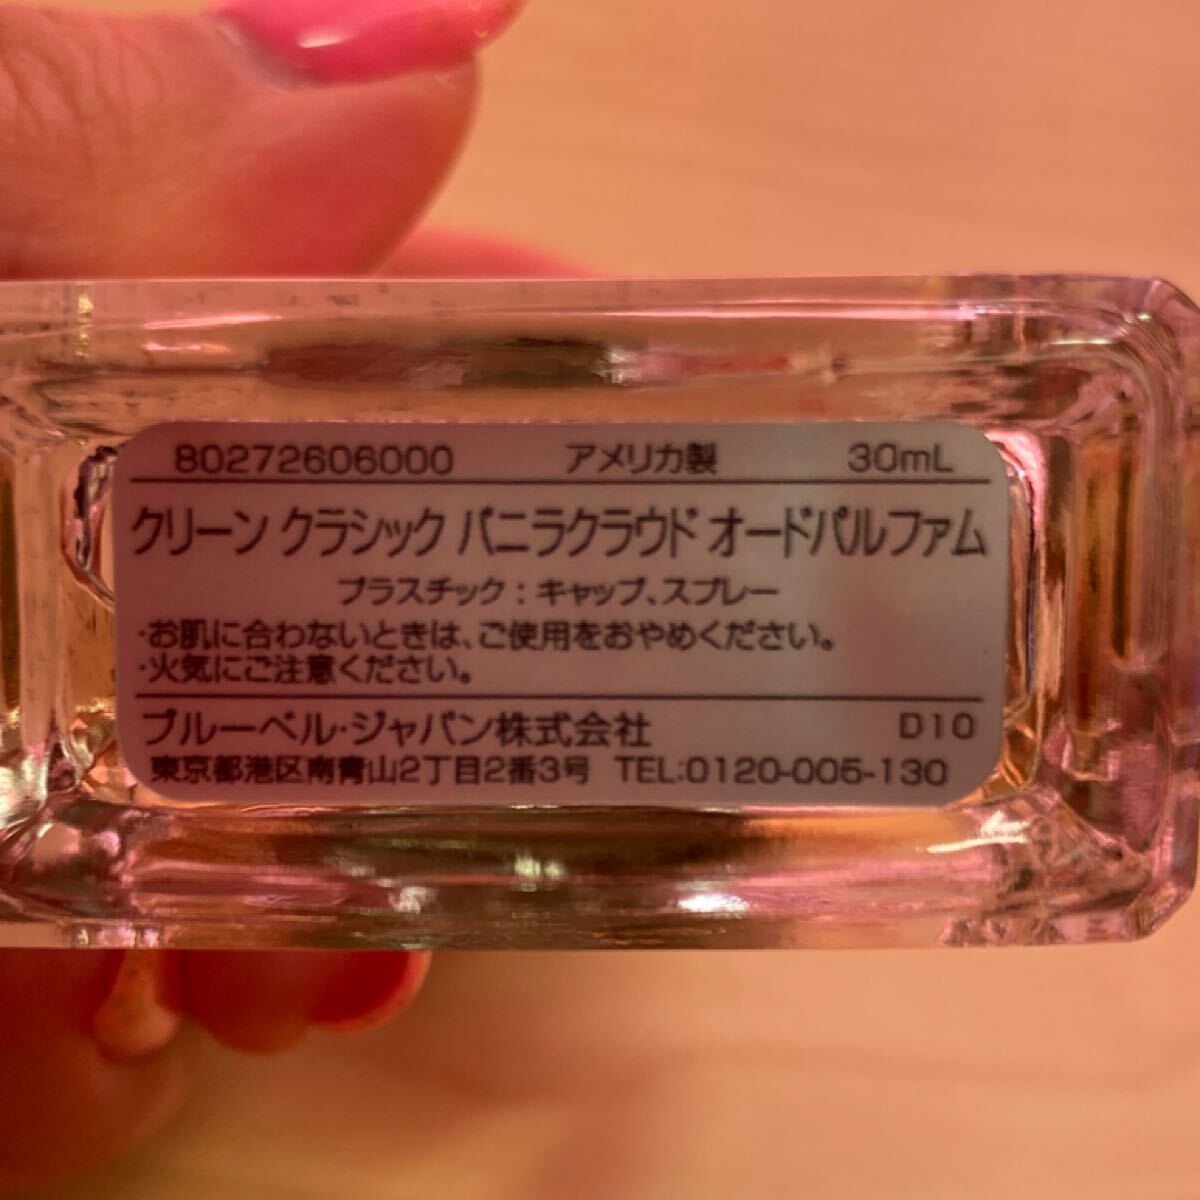 80272606000 アメリカ製 30mL
クリーン クラシック バニラクラウド オードパルファム
プラスチック：キャップ、スプレー
・お肌に合わないときは、ご使用をおやめください。
・火気にご注意ください。
ブルーベル・ジャパン株式会社 D10
東京都港区南青山2丁目2番3号 TEL:0120-005-130